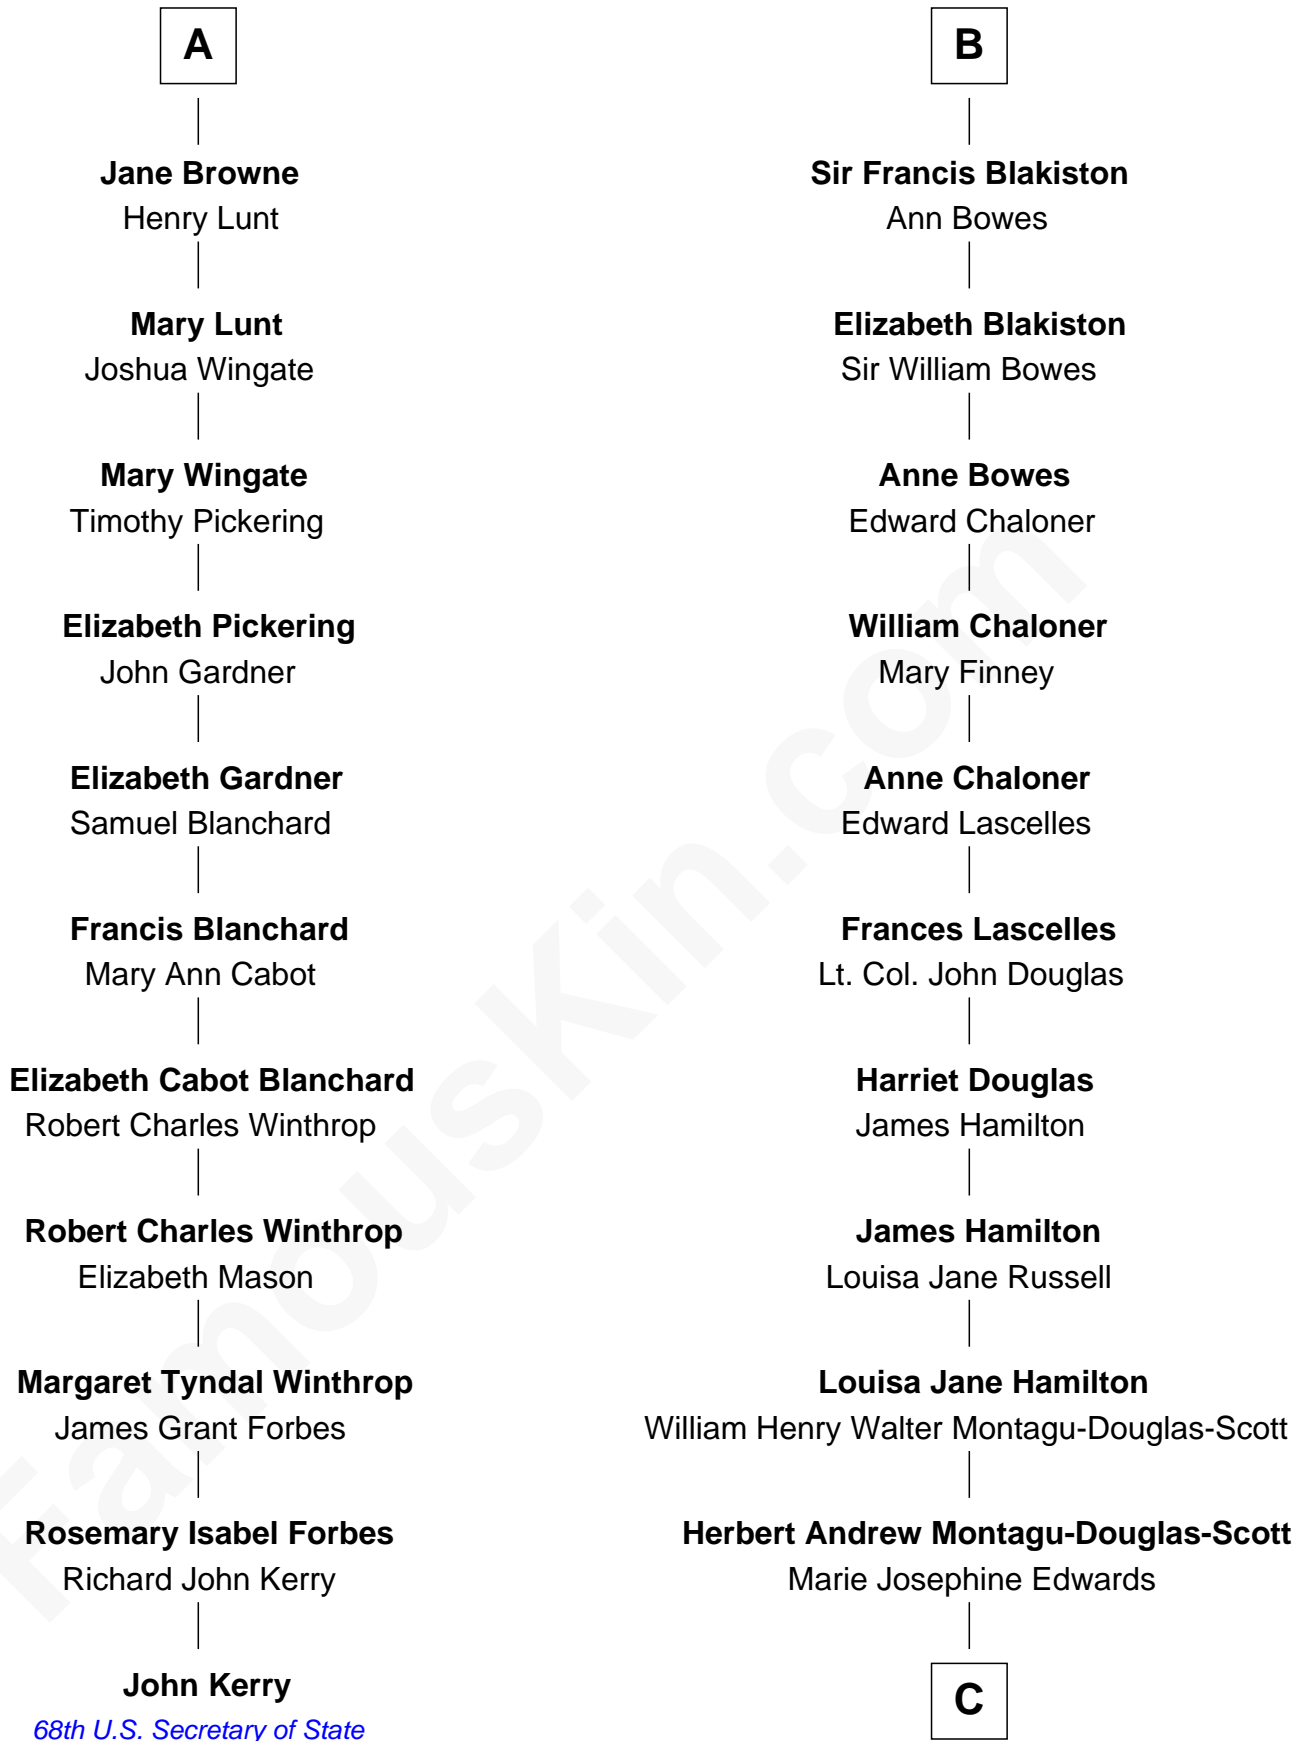 A
Jane Browne
Henry Lunt
Mary Lunt
Joshua Wingate
Mary Wingate
Timothy Pickering
Elizabeth Pickering
John Gardner
Elizabeth Gardner
Samuel Blanchard
Francis Blanchard
Mary Ann Cabot
Elizabeth Cabot Blanchard
Robert Charles Winthrop
Robert Charles Winthrop
Elizabeth Mason
Margaret Tyndal Winthrop
James Grant Forbes
Rosemary Isabel Forbes
Richard John Kerry
John Kerry
68th U.S. Secretary of State
B
Sir Francis Blakiston
Ann Bowes
Elizabeth Blakiston
Sir William Bowes
Anne Bowes
Edward Chaloner
William Chaloner
Mary Finney
Anne Chaloner
Edward Lascelles
Frances Lascelles
Lt. Col. John Douglas
Harriet Douglas
James Hamilton
James Hamilton
Louisa Jane Russell
Louisa Jane Hamilton
William Henry Walter Montagu-Douglas-Scott
Herbert Andrew Montagu-Douglas-Scott
Marie Josephine Edwards
C
FamousKin.com